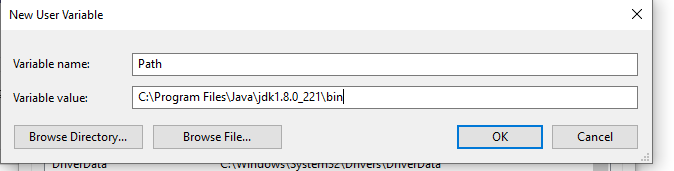 New User Variable
Variable name: Path
Variable value: C:\Program Files\Java\jdk1.8.0_221\bin
Browse Directory... Browse File... OK Cancel
DriverData C:\Windows\System32\Drivers\DriverData